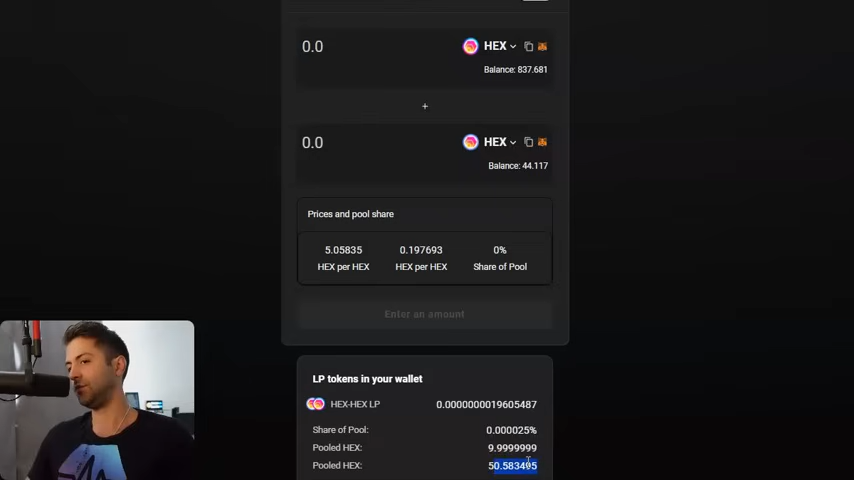 0.0
HEX
Balance: 837.681
+
0.0
HEX
Balance: 44.117
Prices and pool share
5.05835 0.197693 0%
HEX per HEX HEX per HEX Share of Pool
Enter an amount
LP tokens in your wallet
HEX-HEX LP 0.0000000019605487
Share of Pool: 0.000025%
Pooled HEX: 9.9999999
Pooled HEX: 50.583495